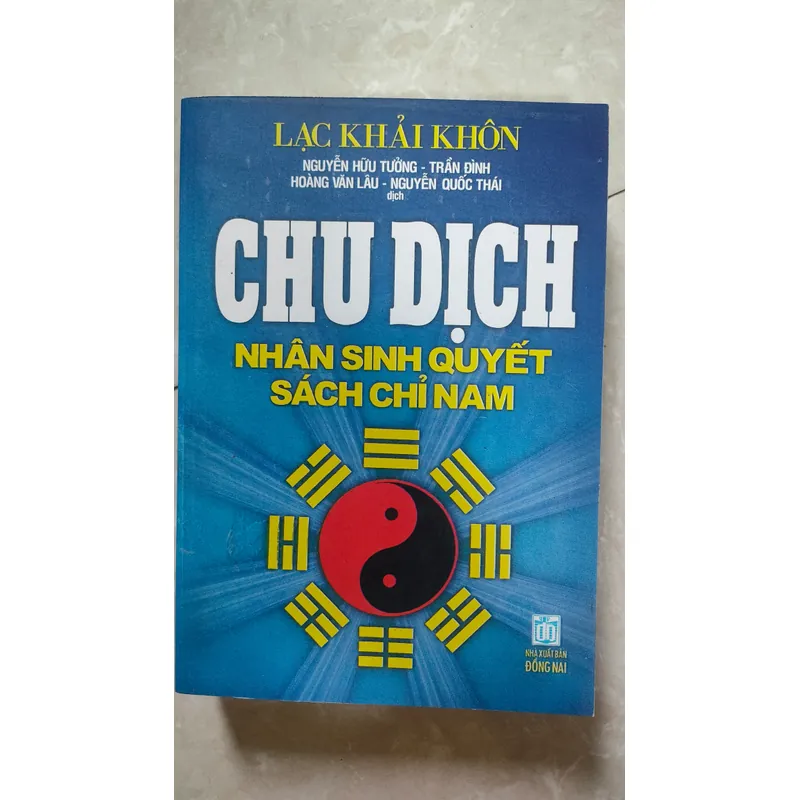 LẠC KHẢI KHÔN
NGUYỄN HỮU TƯỞNG - TRẦN ĐÌNH
HOÀNG VĂN LÂU - NGUYỄN QUỐC THÁI
dịch
CHU DỊCH
NHÂN SINH QUYẾT
SÁCH CHỈ NAM
NHÀ XUẤT BẢN
ĐỒNG NAI